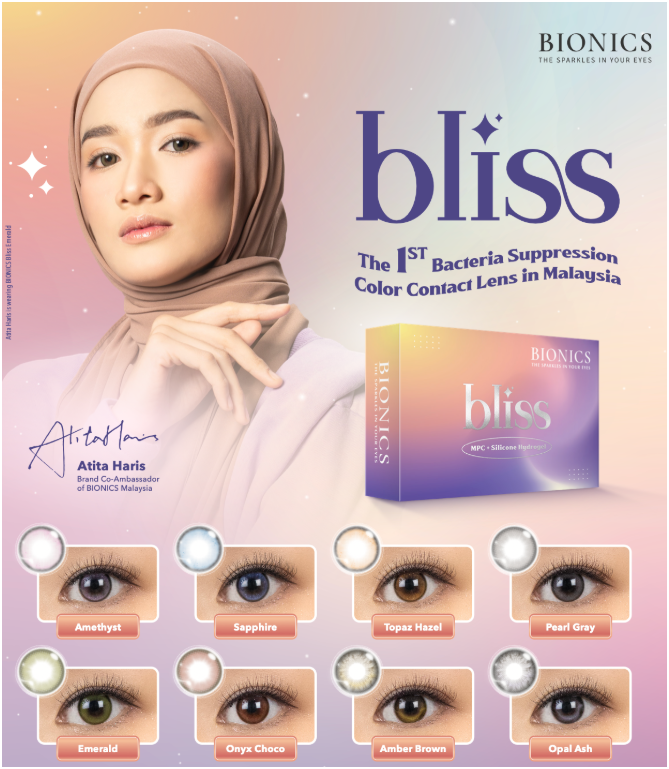 BIONICS
THE SPARKLES IN YOUR EYES
bliss
The 1ST Bacteria Suppression
Color Contact Lens in Malaysia
Atita Haris is wearing BIONICS Bliss Emerald
BIONICS
THE SPARKLES IN YOUR EYES
BIONICS
THE SPARKLES IN YOUR EYES
bliss
MPC • Silicone Hydrogel
Atita Haris
Atita Haris
Brand Co-Ambassador
of BIONICS Malaysia
Amethyst
Sapphire
Topaz Hazel
Pearl Gray
Emerald
Onyx Choco
Amber Brown
Opal Ash